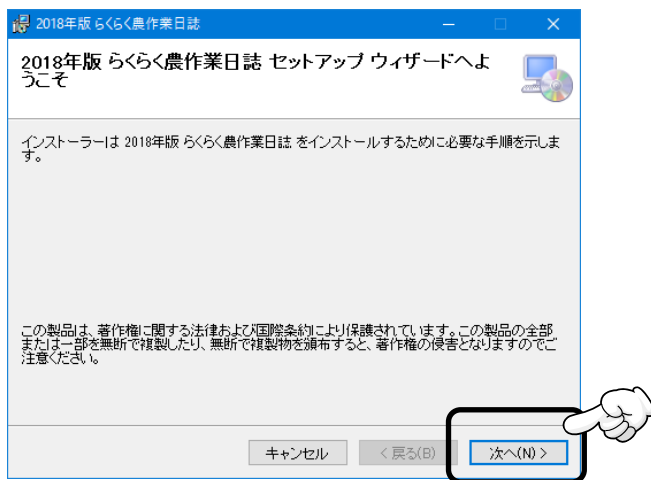 2018年版 らくらく農作業日誌
2018年版 らくらく農作業日誌 セットアップ ウィザードへよ
うこそ
インストーラーは 2018年版 らくらく農作業日誌 をインストールするために必要な手順を示しま
す。
この製品は、著作権に関する法律および国際条約により保護されています。この製品の全部
または一部を無断で複製したり、無断で複製物を頒布すると、著作権の侵害となりますのでご
注意ください。
キャンセル
< 戻る(B)
次へ(N) >